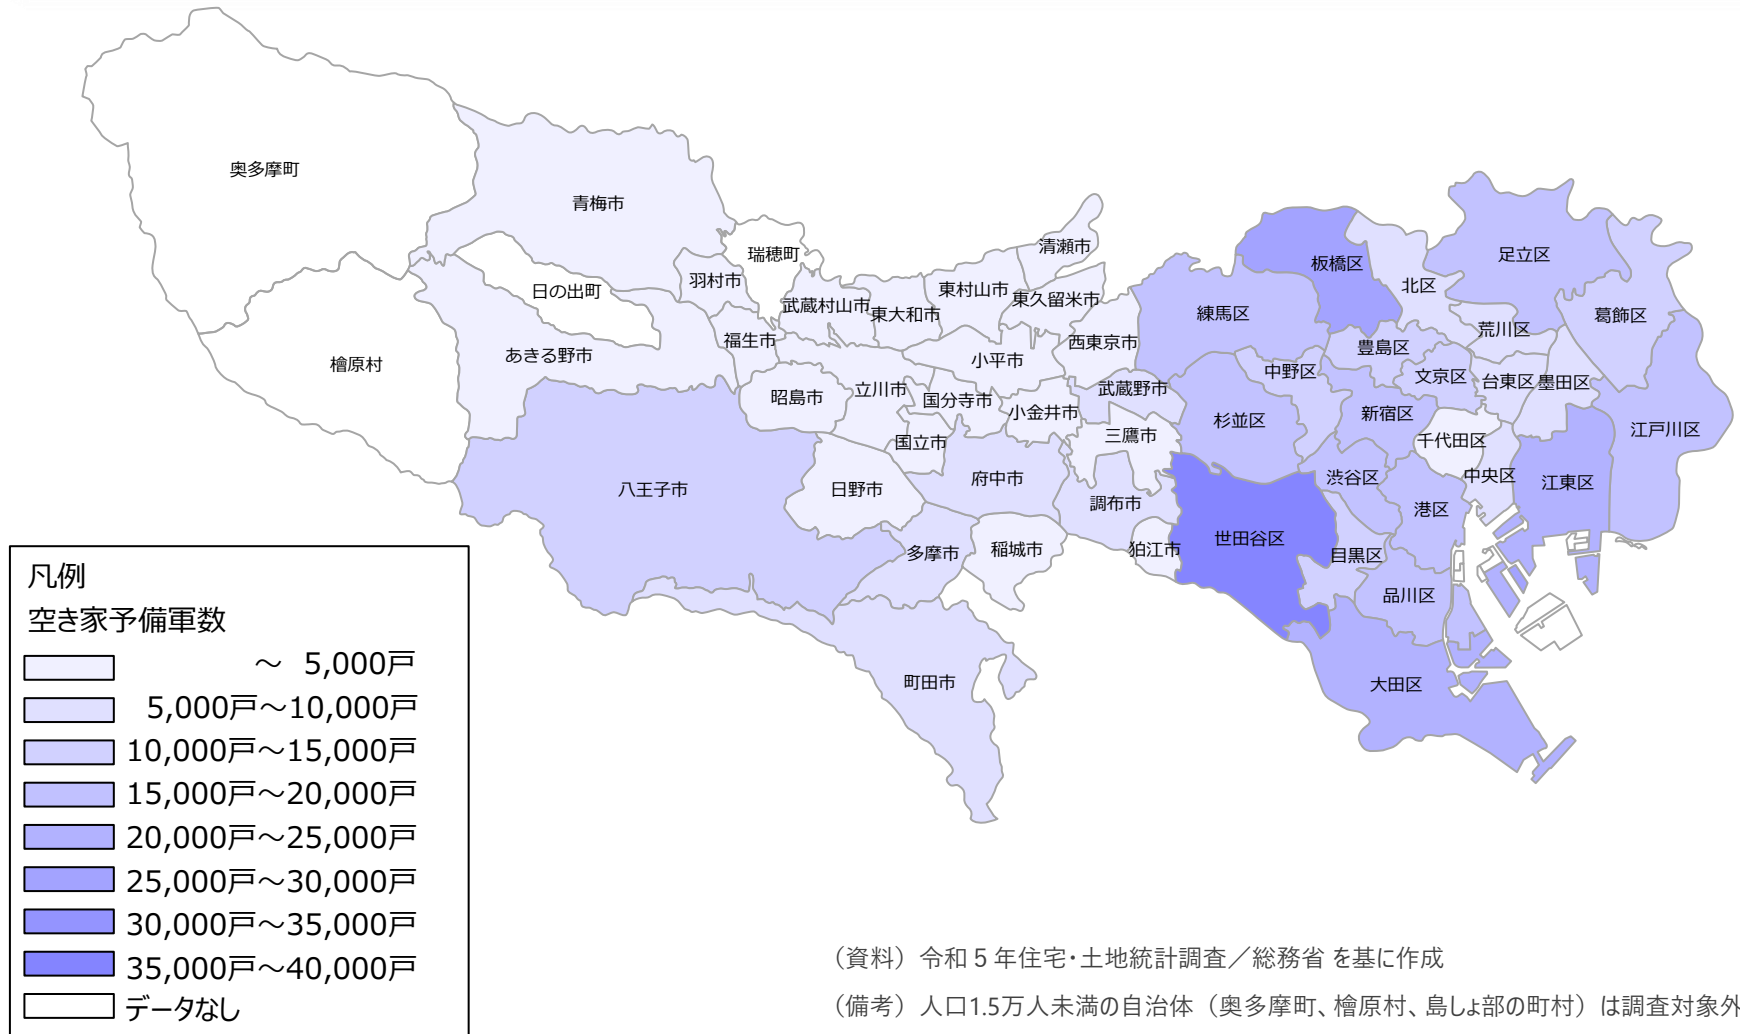 奥多摩町
青梅市
瑞穂町
清瀬市
羽村市
日の出町
武蔵村山市
東大和市
東村山市
東久留米市
板橋区
北区
足立区
練馬区
荒川区
葛飾区
檜原村
あきる野市
福生市
小平市
西東京市
豊島区
中野区
文京区
台東区
墨田区
昭島市
立川市
国分寺市
小金井市
武蔵野市
杉並区
新宿区
千代田区
江戸川区
国立市
三鷹市
八王子市
日野市
府中市
調布市
渋谷区
中央区
江東区
港区
多摩市
稲城市
狛江市
世田谷区
目黒区
品川区
町田市
大田区
凡例
空き家予備軍数
～ 5,000戸
5,000戸～10,000戸
10,000戸～15,000戸
15,000戸～20,000戸
20,000戸～25,000戸
25,000戸～30,000戸
30,000戸～35,000戸
35,000戸～40,000戸
データなし
（資料）令和５年住宅・土地統計調査／総務省 を基に作成
（備考）人口1.5万人未満の自治体（奥多摩町、檜原村、島しょ部の町村）は調査対象外